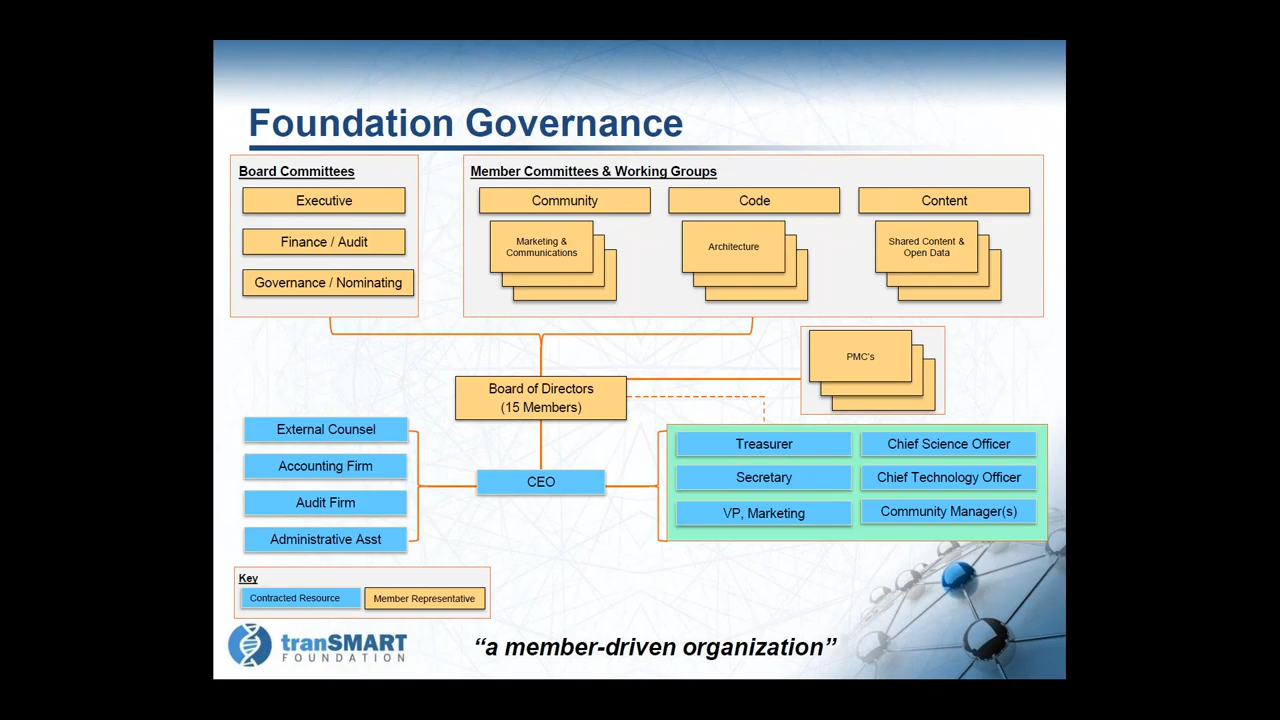 Foundation Governance
Board Committees
Executive
Finance / Audit
Governance / Nominating
Member Committees & Working Groups
Community
Code
Content
Marketing &
Communications
Architecture
Shared Content &
Open Data
PMC's
Board of Directors
(15 Members)
External Counsel
Accounting Firm
Audit Firm
Administrative Asst
CEO
Treasurer
Chief Science Officer
Secretary
Chief Technology Officer
VP, Marketing
Community Manager(s)
Key
Contracted Resource
Member Representative
tranSMART
FOUNDATION
“a member-driven organization”